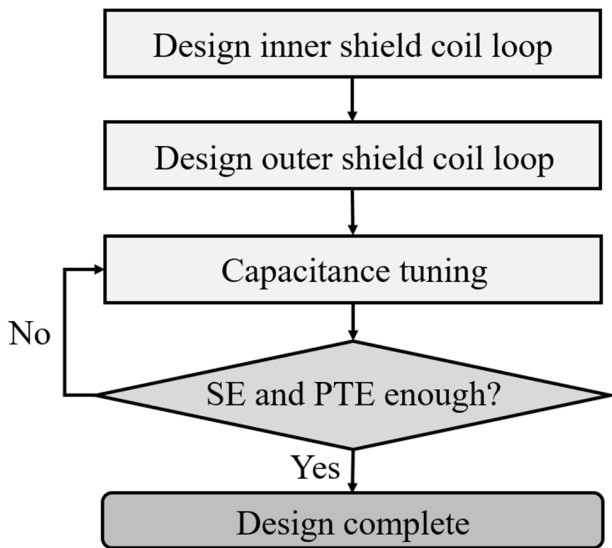 Design inner shield coil loop
Design outer shield coil loop
Capacitance tuning
No
SE and PTE enough?
Yes
Design complete